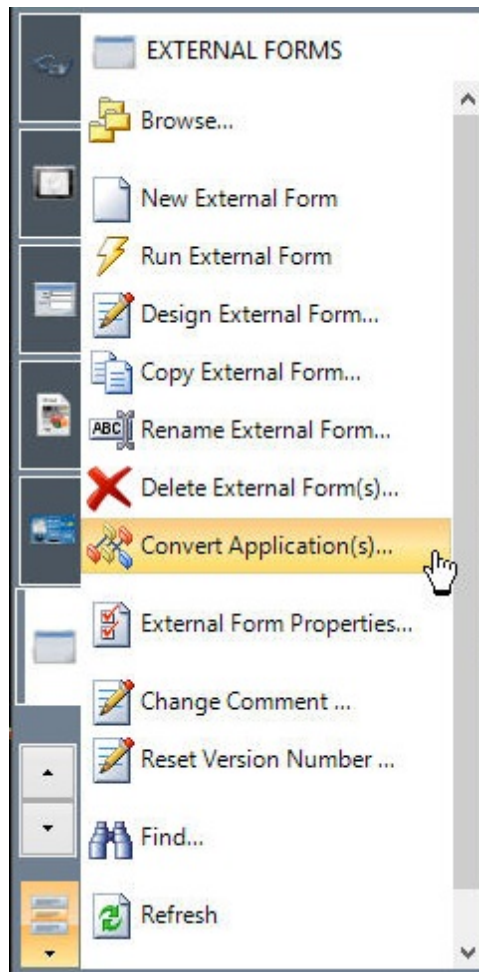 EXTERNAL FORMS
Browse...
New External Form
Run External Form
Design External Form...
Copy External Form...
ABC Rename External Form...
Delete External Form(s)...
Convert Application(s)...
External Form Properties...
Change Comment ...
Reset Version Number ...
Find...
Refresh